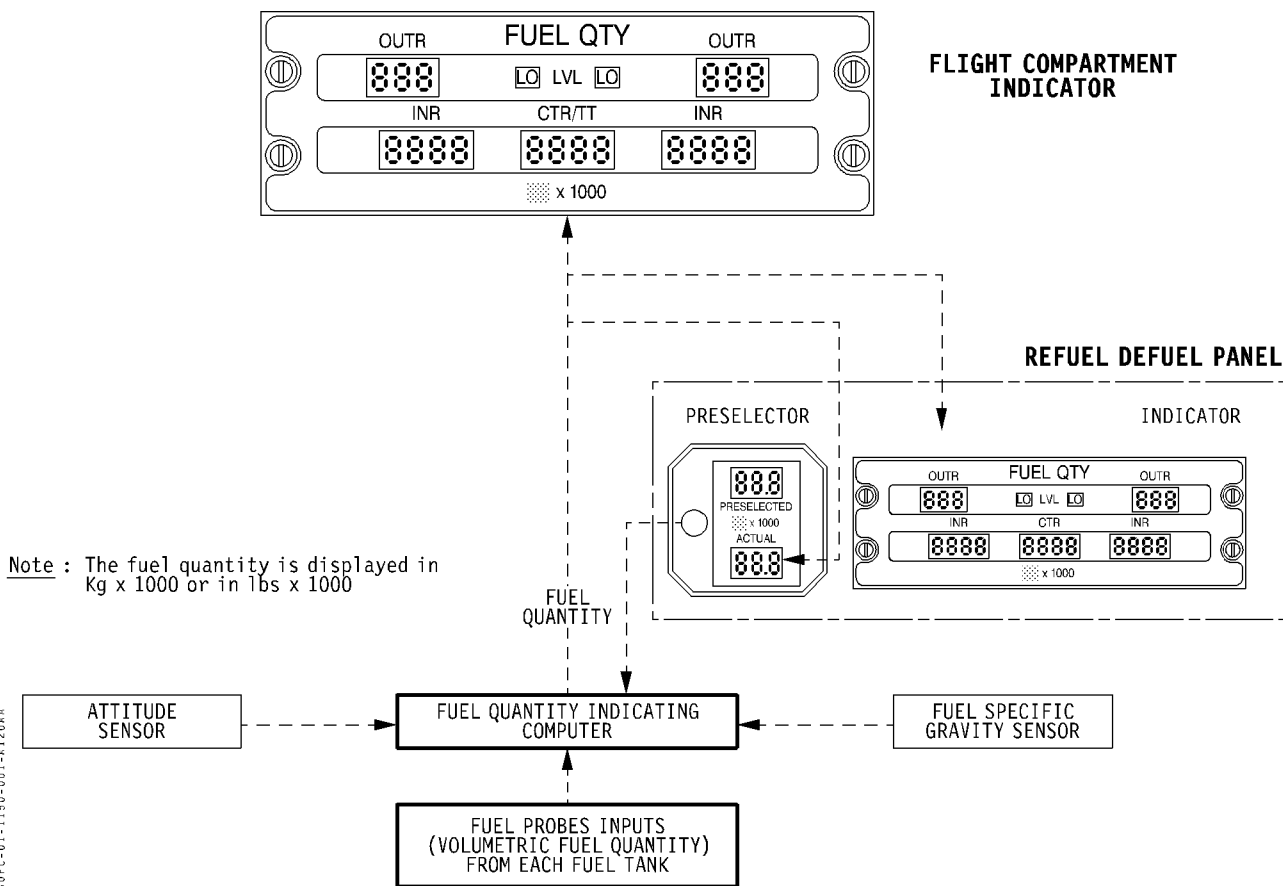 FUEL QTY
OUTR OUTR
888 LO LVL LO 888
INR CTR/TT INR
8888 8888 8888
x 1000
FLIGHT COMPARTMENT
INDICATOR
REFUEL DEFUEL PANEL
PRESELECTOR
88.8
PRESELECTED
x 1000
ACTUAL
88.8
INDICATOR
OUTR FUEL QTY OUTR
888 LO LVL LO 888
INR CTR INR
8888 8888 8888
x 1000
Note : The fuel quantity is displayed in
Kg x 1000 or in lbs x 1000
FUEL
QUANTITY
ATTITUDE
SENSOR
FUEL QUANTITY INDICATING
COMPUTER
FUEL SPECIFIC
GRAVITY SENSOR
FUEL PROBES INPUTS
(VOLUMETRIC FUEL QUANTITY)
FROM EACH FUEL TANK